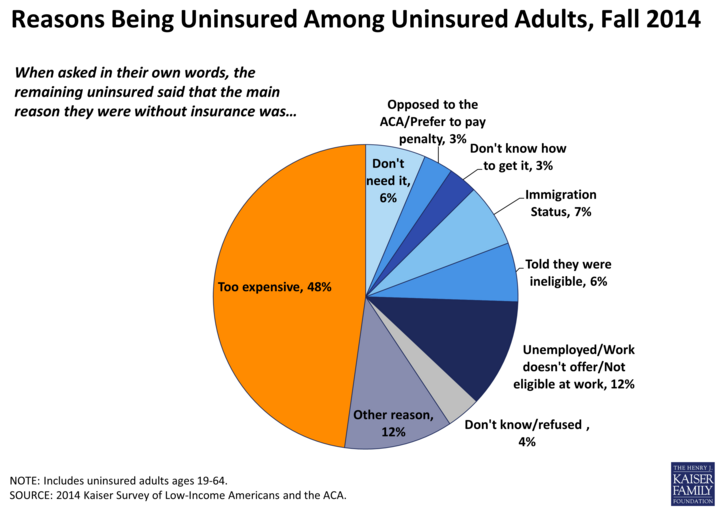 Reasons Being Uninsured Among Uninsured Adults, Fall 2014
When asked in their own words, the
remaining uninsured said that the main
reason they were without insurance was…
Opposed to the
ACA/Prefer to pay
penalty, 3%
Don't know how
to get it, 3%
Don't
need it,
6%
Immigration
Status, 7%
Told they were
ineligible, 6%
Too expensive, 48%
Unemployed/Work
doesn't offer/Not
eligible at work, 12%
Other reason,
12%
Don't know/refused ,
4%
NOTE: Includes uninsured adults ages 19-64.
SOURCE: 2014 Kaiser Survey of Low-Income Americans and the ACA.
THE HENRY J.
KAISER
FAMILY
FOUNDATION